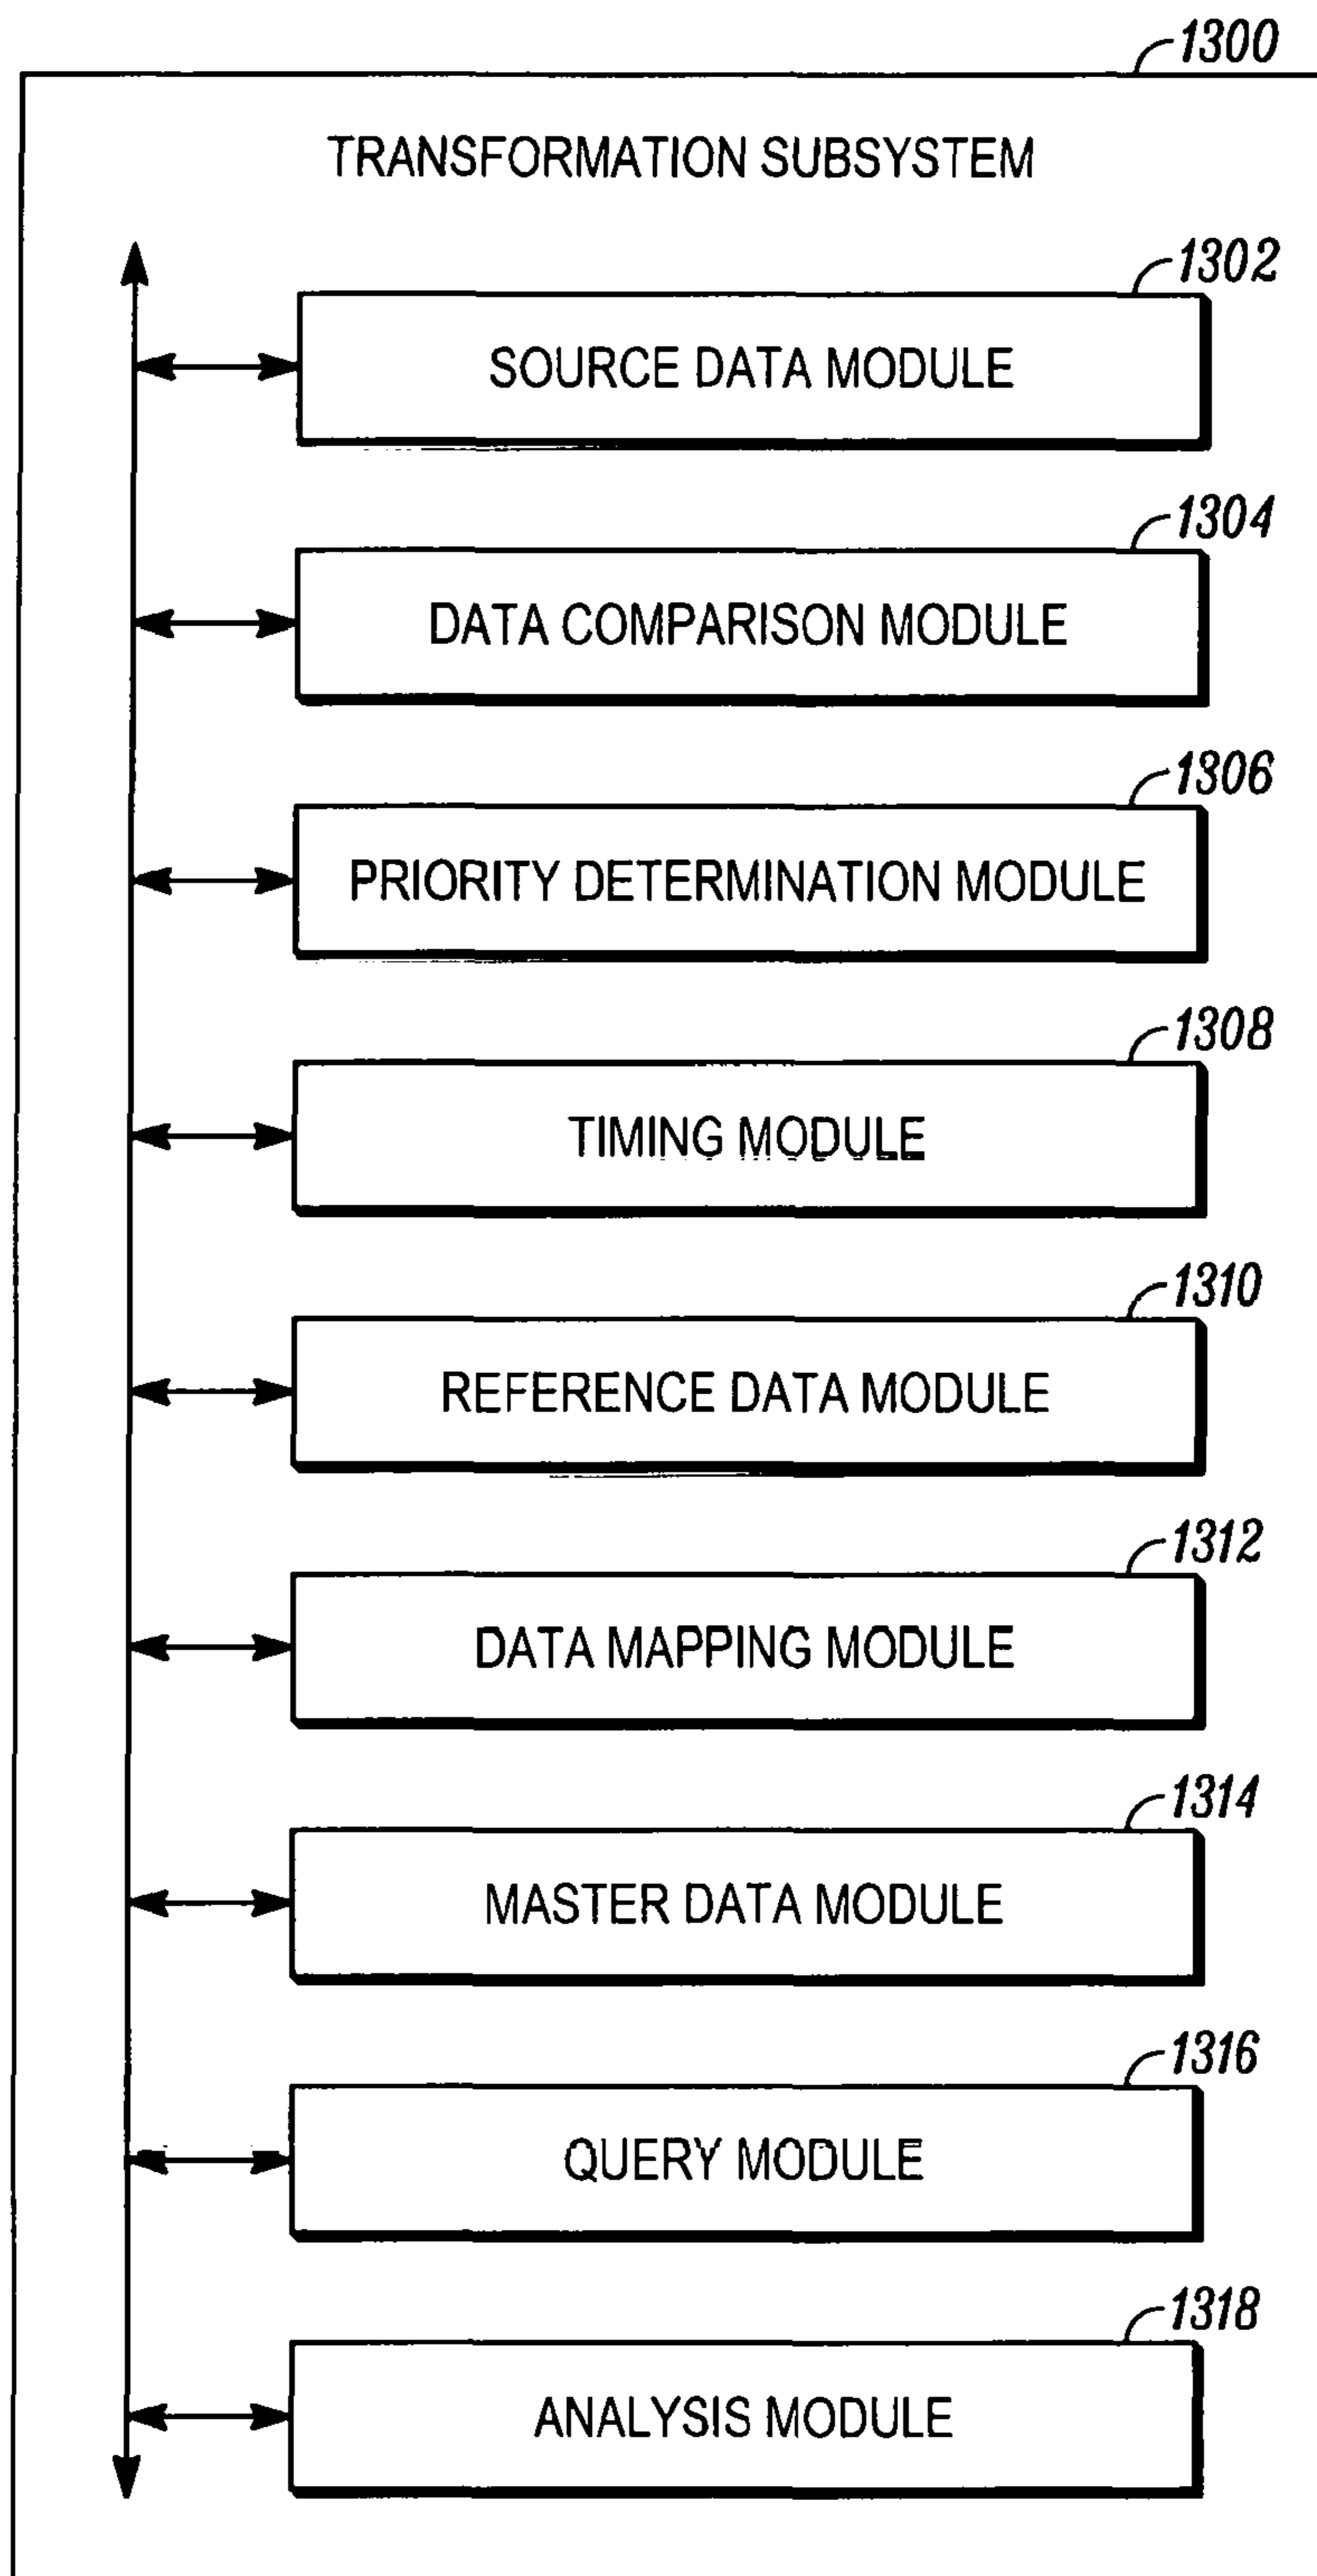 1300
TRANSFORMATION SUBSYSTEM
1302
SOURCE DATA MODULE
1304
DATA COMPARISON MODULE
1306
PRIORITY DETERMINATION MODULE
1308
TIMING MODULE
1310
REFERENCE DATA MODULE
1312
DATA MAPPING MODULE
1314
MASTER DATA MODULE
1316
QUERY MODULE
1318
ANALYSIS MODULE